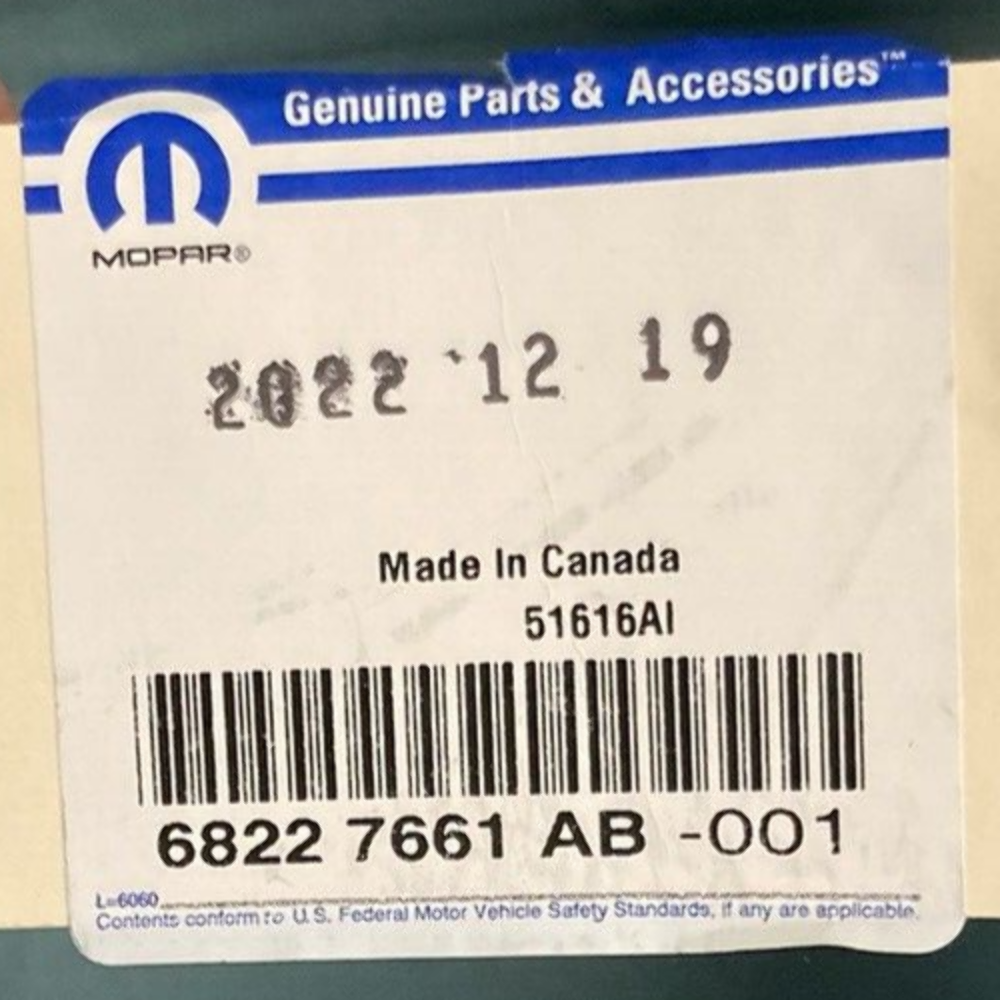 Genuine Parts & Accessories™
MOPAR®
2022 12 19
Made In Canada
51616AI
6822 7661 AB -001
L-6060
Contents conform to U.S. Federal Motor Vehicle Safety Standards, if any are applicable.